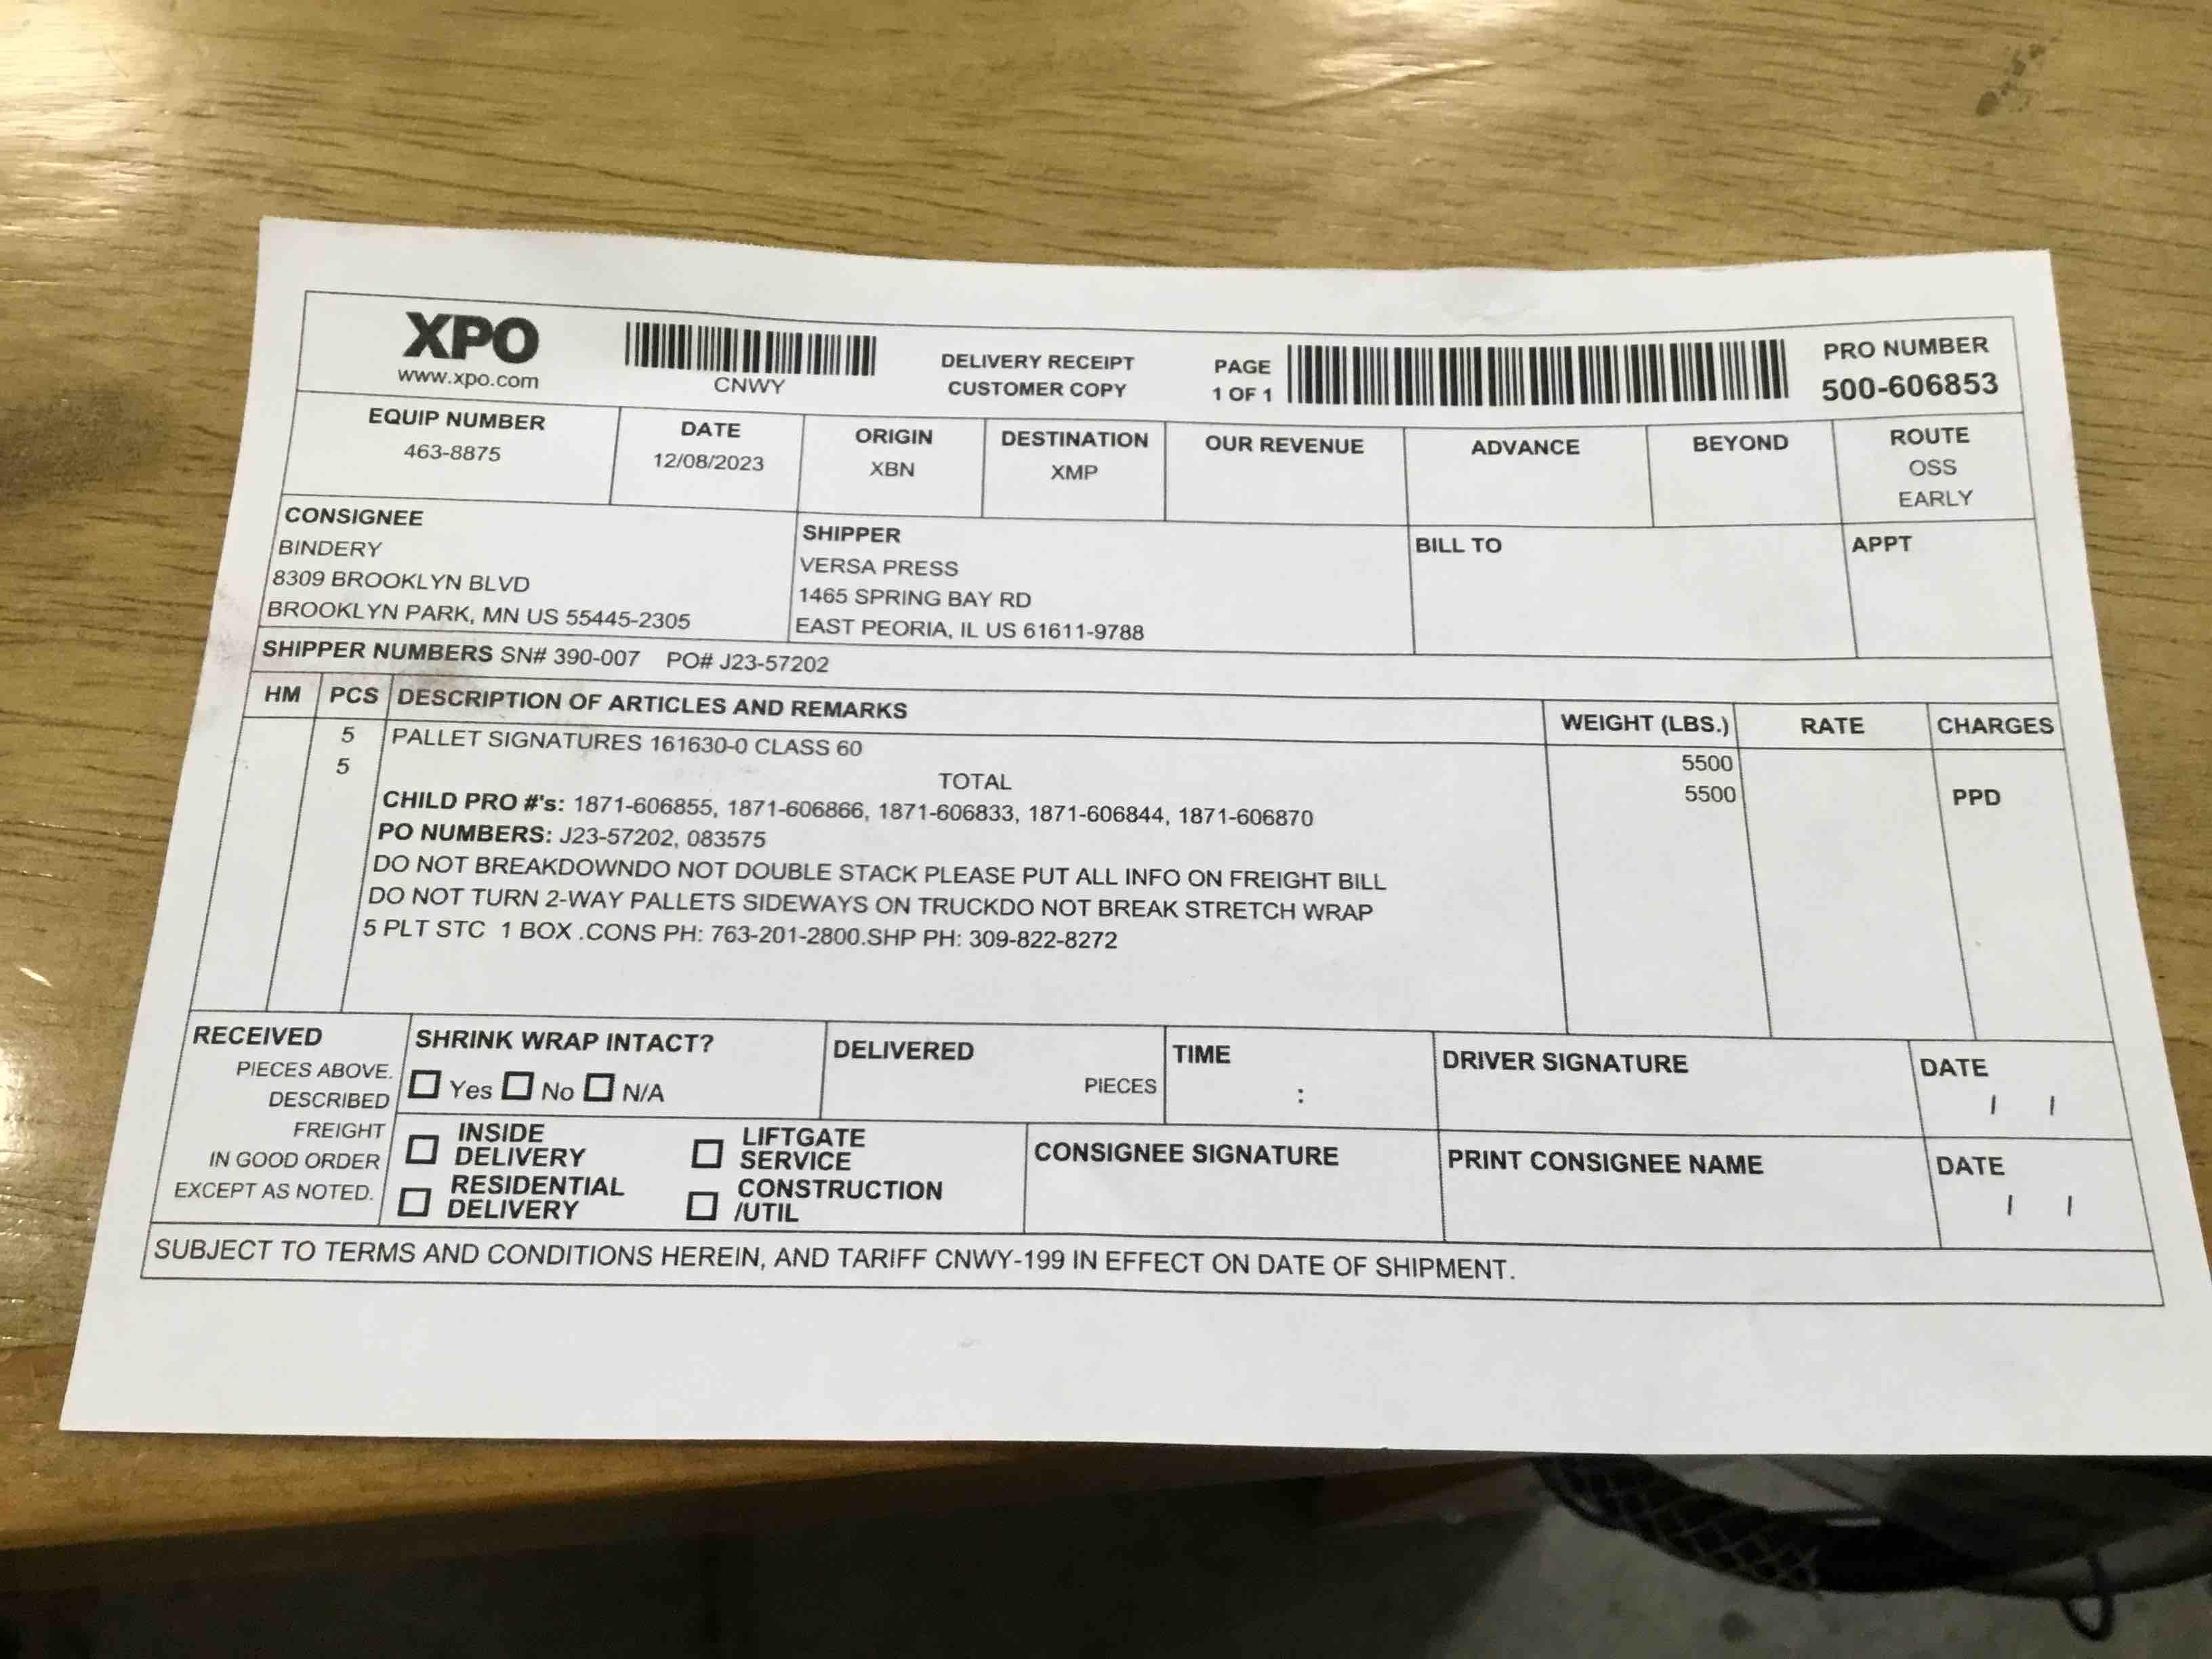 XPO
www.xpo.com
CNWY
DELIVERY RECEIPT
CUSTOMER COPY
PAGE
1 OF 1
PRO NUMBER
500-606853
EQUIP NUMBER
463-8875
DATE
12/08/2023
ORIGIN
XBN
DESTINATION
XMP
OUR REVENUE
ADVANCE
BEYOND
ROUTE
OSS
EARLY
CONSIGNEE
BINDERY
8309 BROOKLYN BLVD
BROOKLYN PARK, MN US 55445-2305
SHIPPER
VERSA PRESS
1465 SPRING BAY RD
EAST PEORIA, IL US 61611-9788
BILL TO
APPT
SHIPPER NUMBERS SN# 390-007 PO# J23-57202
HM PCS DESCRIPTION OF ARTICLES AND REMARKS WEIGHT (LBS.) RATE CHARGES
5 PALLET SIGNATURES 161630-0 CLASS 60 5500
5 TOTAL 5500 PPD
CHILD PRO #'s: 1871-606855, 1871-606866, 1871-606833, 1871-606844, 1871-606870
PO NUMBERS: J23-57202, 083575
DO NOT BREAKDOWNDO NOT DOUBLE STACK PLEASE PUT ALL INFO ON FREIGHT BILL
DO NOT TURN 2-WAY PALLETS SIDEWAYS ON TRUCKDO NOT BREAK STRETCH WRAP
5 PLT STC 1 BOX .CONS PH: 763-201-2800.SHP PH: 309-822-8272
RECEIVED
PIECES ABOVE.
DESCRIBED
FREIGHT
IN GOOD ORDER
EXCEPT AS NOTED.
SHRINK WRAP INTACT?
Yes No N/A
DELIVERED
PIECES
TIME
:
DRIVER SIGNATURE
DATE
/ /
INSIDE
DELIVERY
LIFTGATE
SERVICE
RESIDENTIAL
DELIVERY
CONSTRUCTION
/UTIL
CONSIGNEE SIGNATURE
PRINT CONSIGNEE NAME
DATE
/ /
SUBJECT TO TERMS AND CONDITIONS HEREIN, AND TARIFF CNWY-199 IN EFFECT ON DATE OF SHIPMENT.